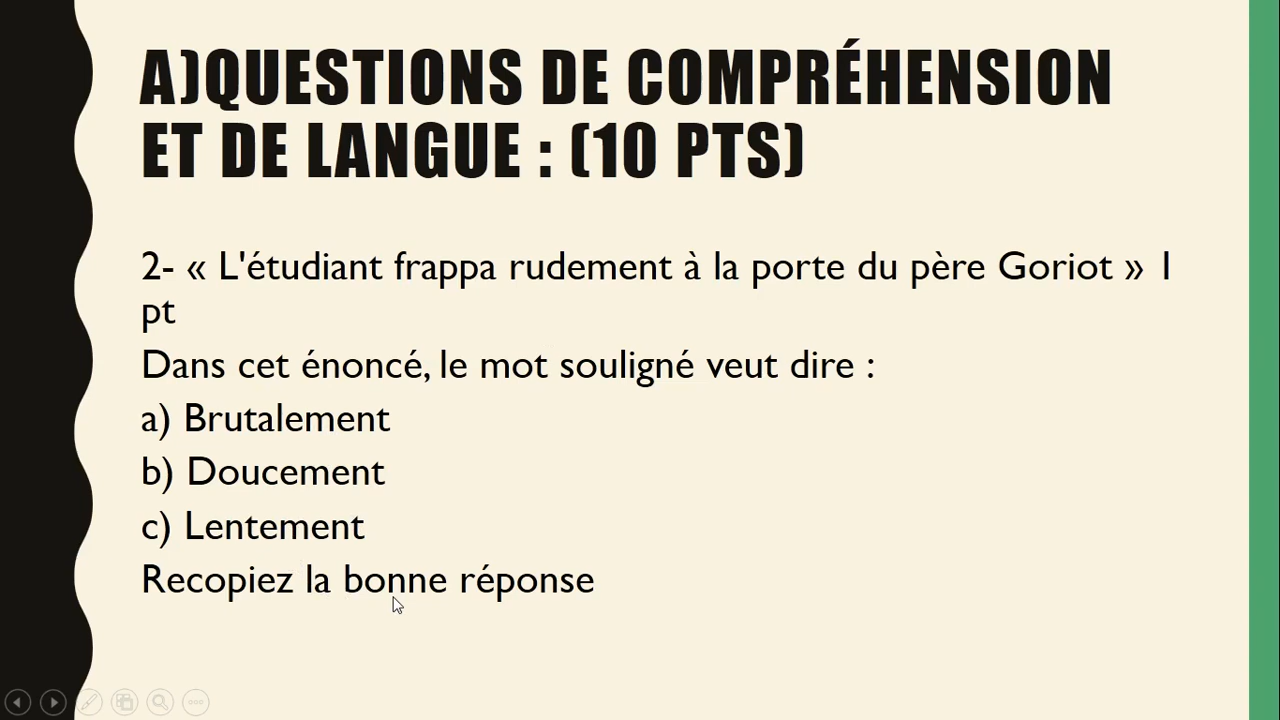 A)QUESTIONS DE COMPRÉHENSION
ET DE LANGUE : (10 PTS)
2- « L'étudiant frappa rudement à la porte du père Goriot » 1
pt
Dans cet énoncé, le mot souligné veut dire :
a) Brutalement
b) Doucement
c) Lentement
Recopiez la bonne réponse